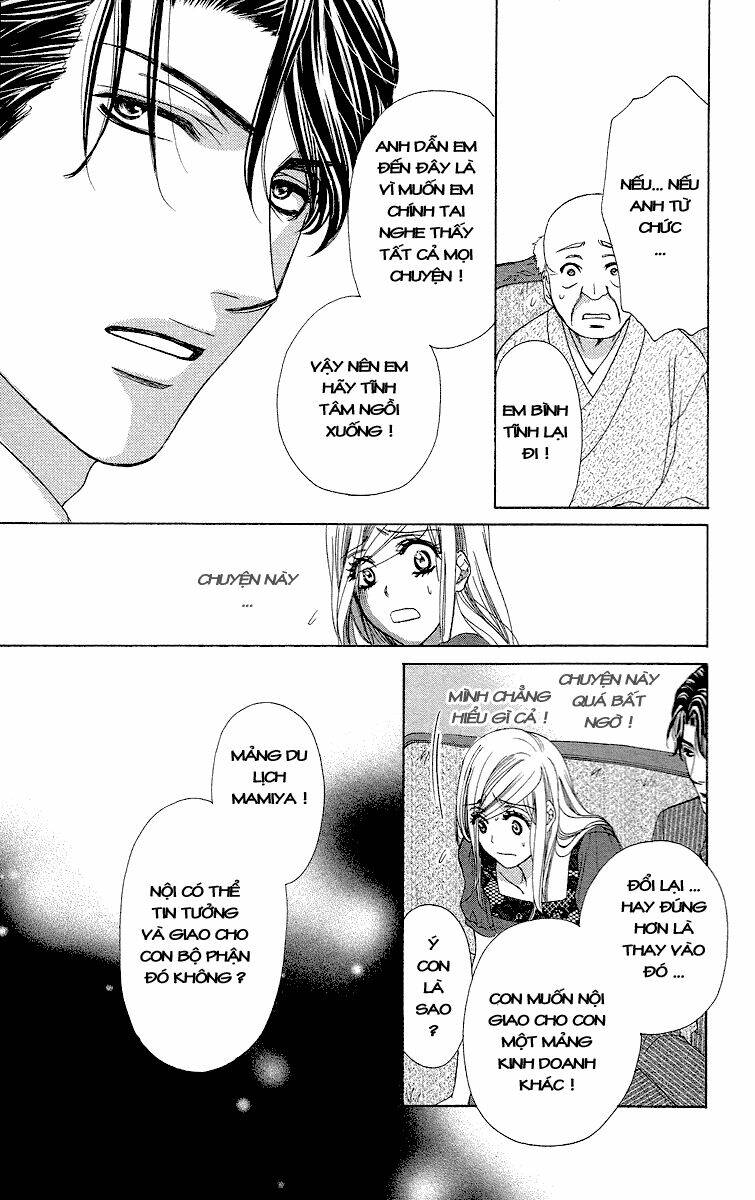 NẾU... NẾU
ANH TỪ
CHỨC
...
EM BÌNH
TĨNH LẠI
ĐI !
ANH DẪN EM
ĐẾN ĐÂY LÀ
VÌ MUỐN EM
CHÍNH TAI
NGHE THẤY
TẤT CẢ MỌI
CHUYỆN !
VẬY NÊN EM
HÃY TĨNH
TÂM NGỒI
XUỐNG !
CHUYỆN NÀY
...
CHUYỆN NÀY
QUÁ BẤT
NGỜ !
MÌNH CHẲNG
HIỂU GÌ CẢ !
ĐỔI LẠI ...
HAY ĐÚNG
HƠN LÀ
THAY VÀO
ĐÓ ...
CON MUỐN NỘI
GIAO CHO CON
MỘT MẢNG
KINH DOANH
KHÁC !
Ý
CON
LÀ
SAO
?
MẢNG DU
LỊCH
MAMIYA !
NỘI CÓ THỂ
TIN TƯỞNG
VÀ GIAO CHO
CON BỘ PHẬN
ĐÓ KHÔNG ?